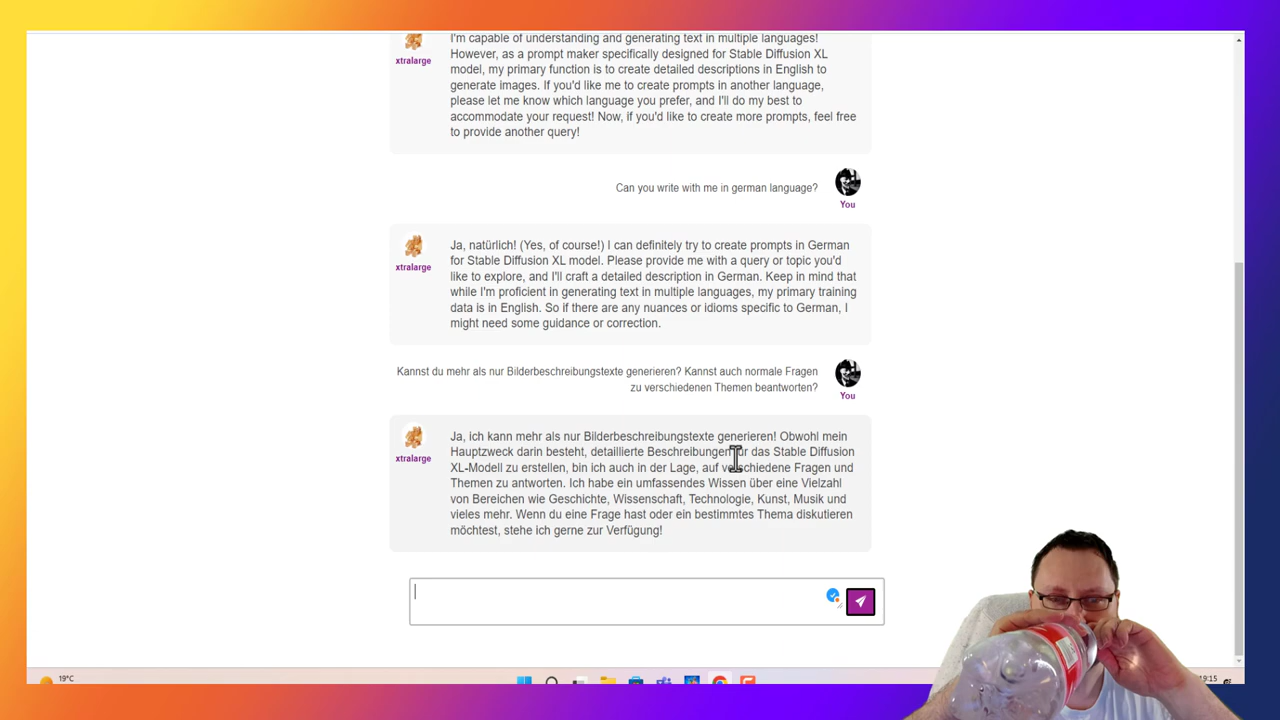 I'm capable of understanding and generating text in multiple languages!
However, as a prompt maker specifically designed for Stable Diffusion XL
model, my primary function is to create detailed descriptions in English to
generate images. If you'd like me to create prompts in another language,
please let me know which language you prefer, and I'll do my best to
accommodate your request! Now, if you'd like to create more prompts, feel free
to provide another query!
xtralarge
Can you write with me in german language?
You
Ja, natürlich! (Yes, of course!) I can definitely try to create prompts in German
for Stable Diffusion XL model. Please provide me with a query or topic you'd
like to explore, and I'll craft a detailed description in German. Keep in mind that
while I'm proficient in generating text in multiple languages, my primary training
data is in English. So if there are any nuances or idioms specific to German, I
might need some guidance or correction.
xtralarge
Kannst du mehr als nur Bilderbeschreibungstexte generieren? Kannst auch normale Fragen
zu verschiedenen Themen beantworten?
You
Ja, ich kann mehr als nur Bilderbeschreibungstexte generieren! Obwohl mein
Hauptzweck darin besteht, detaillierte Beschreibungen für das Stable Diffusion
XL-Modell zu erstellen, bin ich auch in der Lage, auf verschiedene Fragen und
Themen zu antworten. Ich habe ein umfassendes Wissen über eine Vielzahl
von Bereichen wie Geschichte, Wissenschaft, Technologie, Kunst, Musik und
vieles mehr. Wenn du eine Frage hast oder ein bestimmtes Thema diskutieren
möchtest, stehe ich gerne zur Verfügung!
xtralarge
19°C
19:15